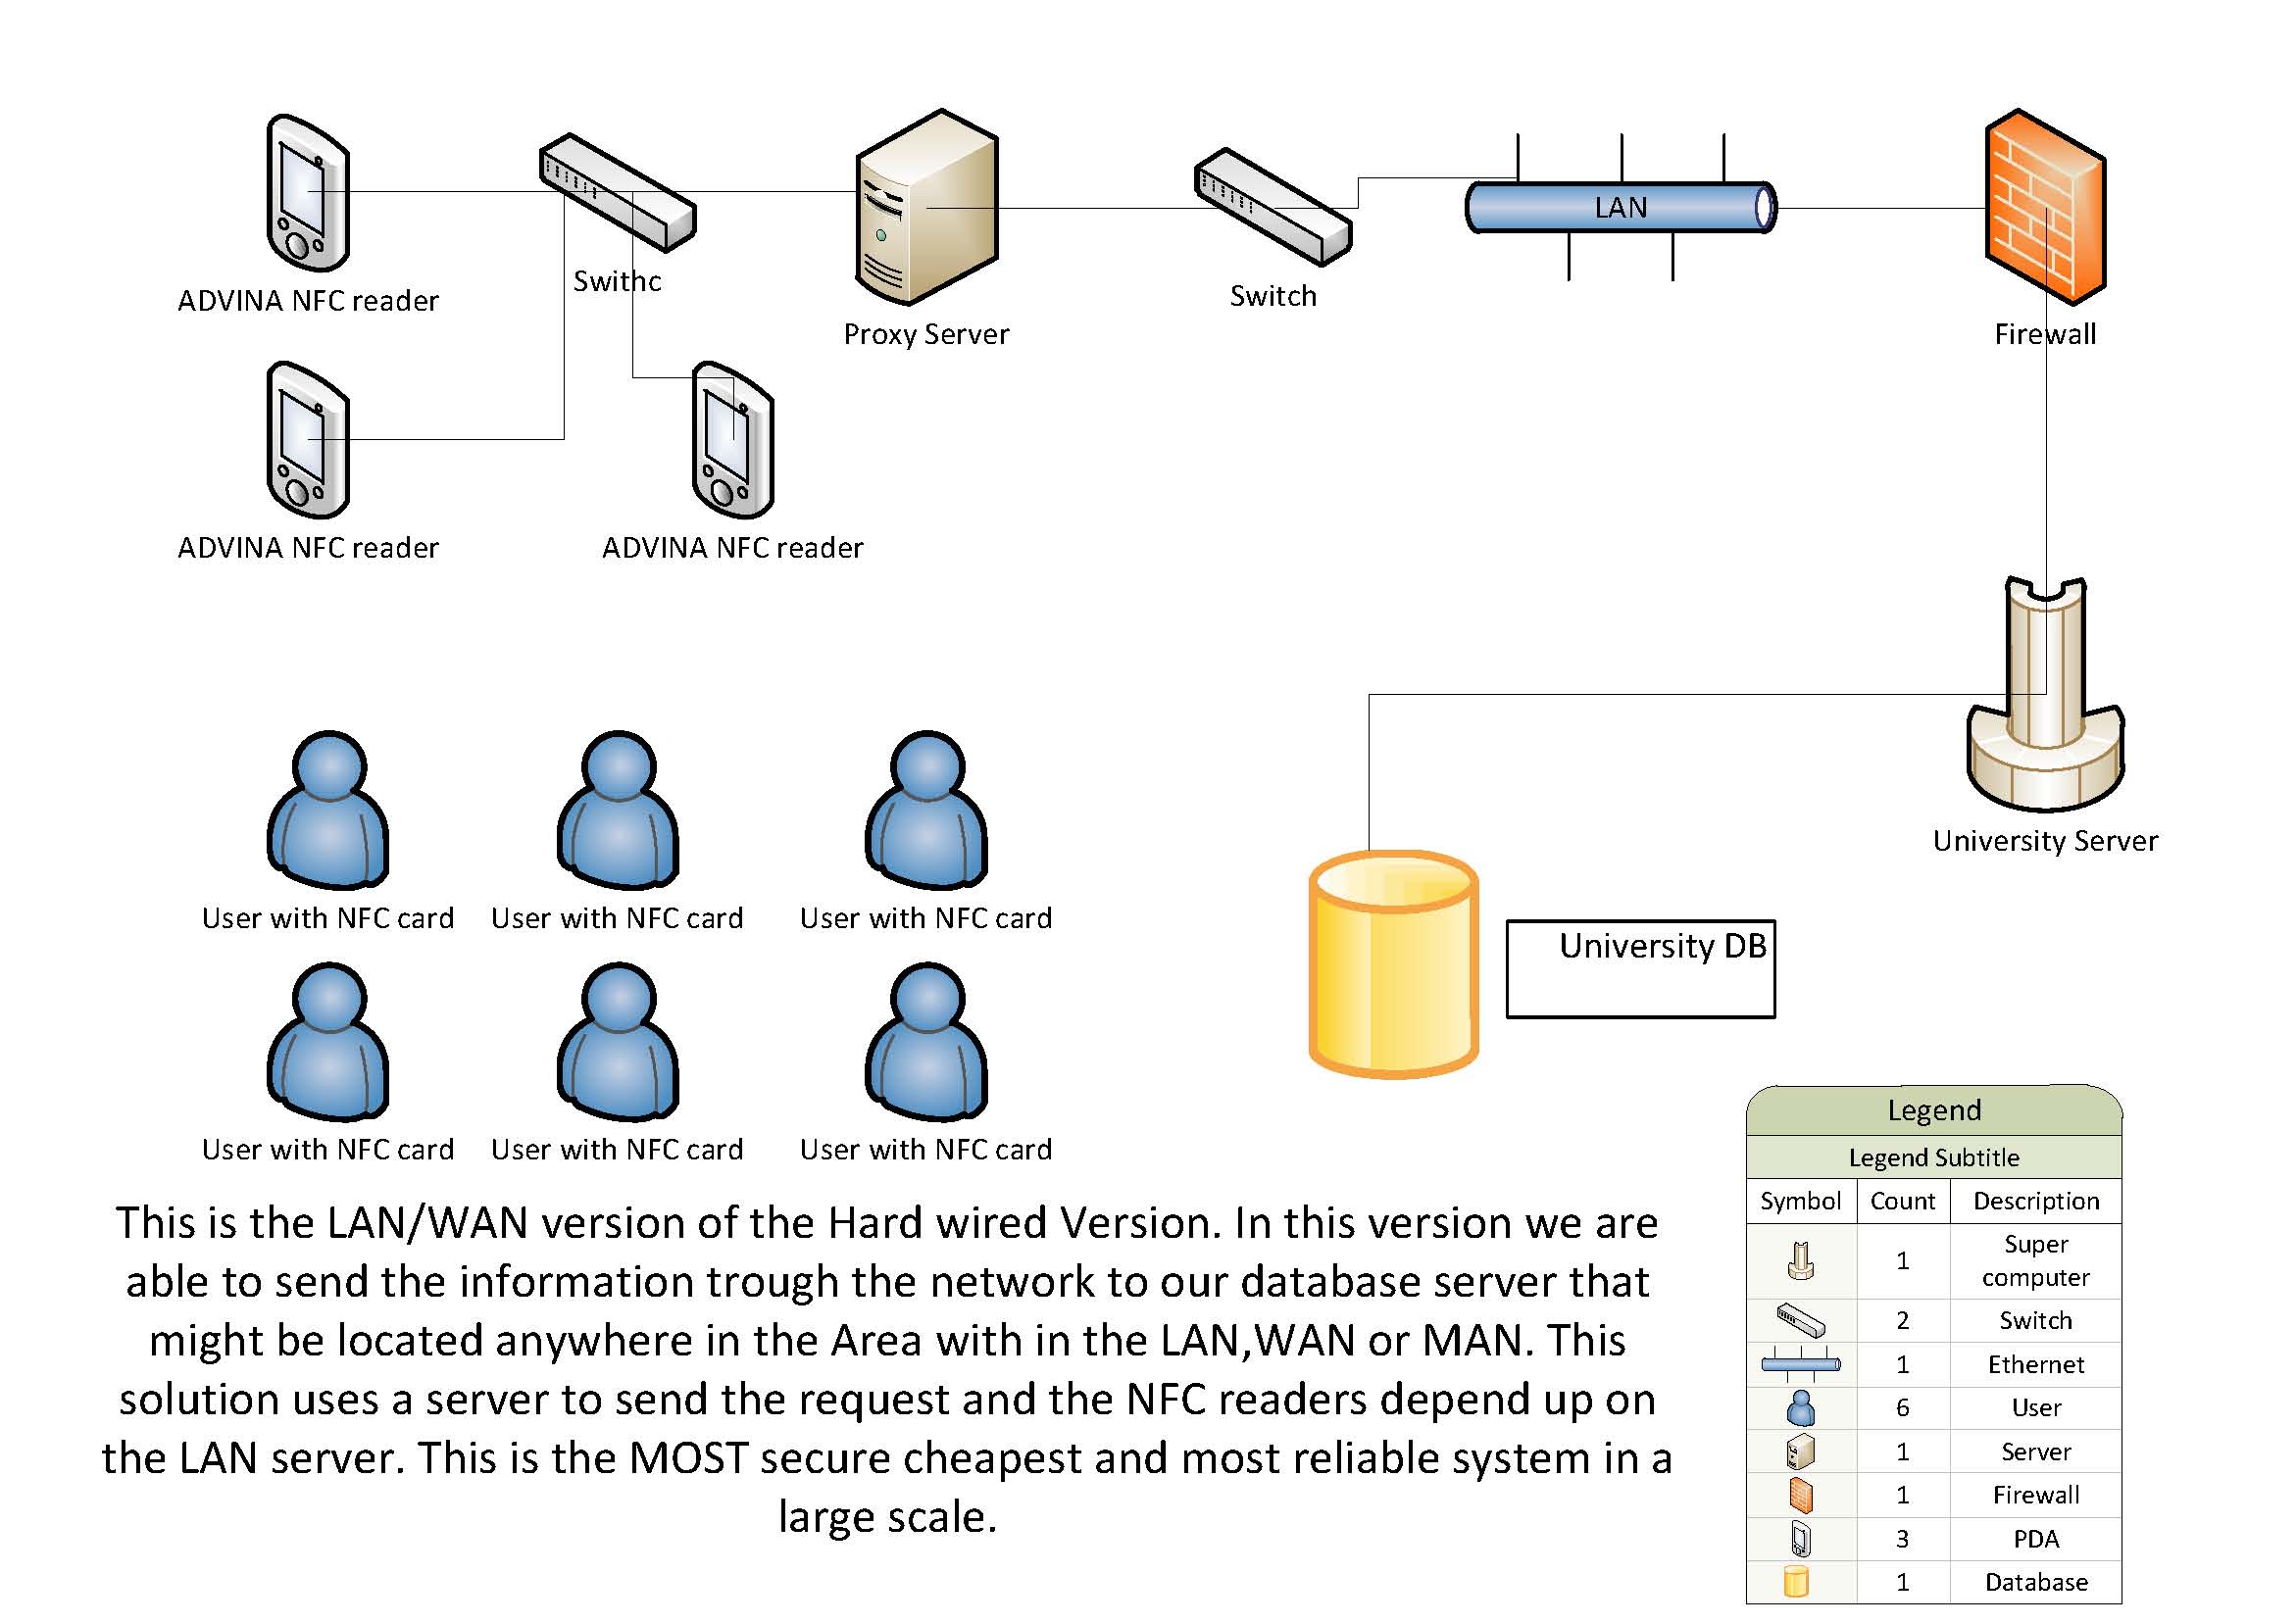 LAN
Swithc
Switch
ADVINA NFC reader
Proxy Server
Firewall
ADVINA NFC reader
ADVINA NFC reader
University Server
User with NFC card
User with NFC card
User with NFC card
University DB
User with NFC card
User with NFC card
User with NFC card
This is the LAN/WAN version of the Hard wired Version. In this version we are
able to send the information trough the network to our database server that
might be located anywhere in the Area with in the LAN,WAN or MAN. This
solution uses a server to send the request and the NFC readers depend up on
the LAN server. This is the MOST secure cheapest and most reliable system in a
large scale.
Legend
Legend Subtitle
Symbol Count Description
1 Super
computer
2 Switch
1 Ethernet
6 User
1 Server
1 Firewall
3 PDA
1 Database